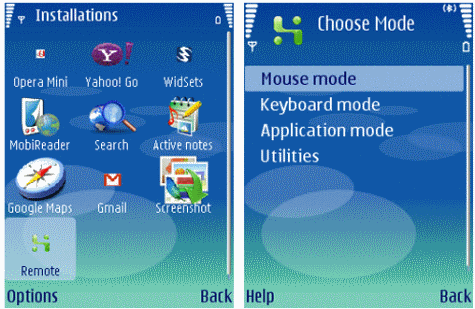 Installations
Opera Mini Yahoo! Go WidSets
MobiReader Search Active notes
Google Maps Gmail Screenshot
Remote
Options Back
Choose Mode
Mouse mode
Keyboard mode
Application mode
Utilities
Help Back